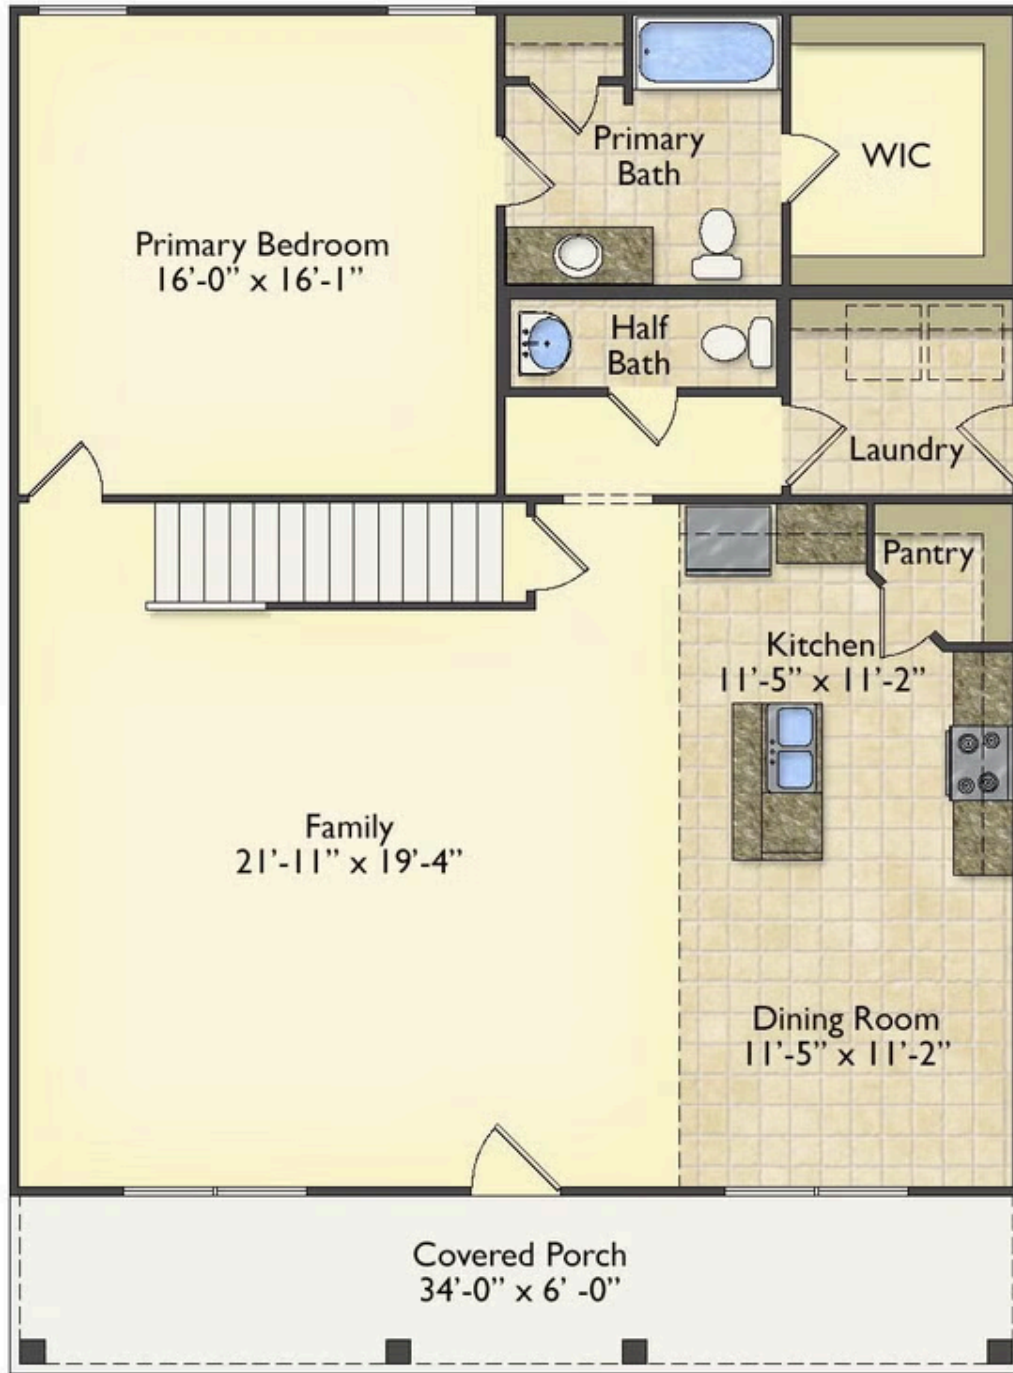 Primary Bedroom
16’-0” x 16’-1”
Primary
Bath
WIC
Half
Bath
Laundry
Pantry
Kitchen
11’-5” x 11’-2”
Family
21’-11” x 19’-4”
Dining Room
11’-5” x 11’-2”
Covered Porch
34’-0” x 6’ -0”